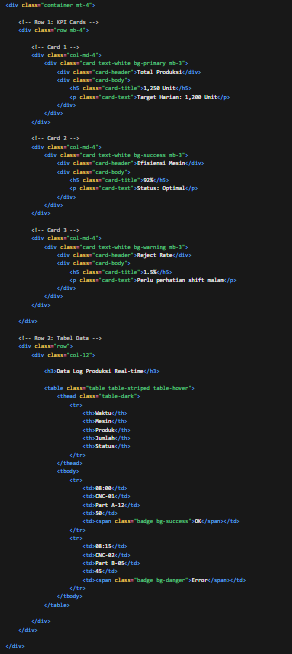 <div class="container mt-4">
<!-- Row 1: KPI Cards -->
<div class="row mb-4">
<!-- Card 1 -->
<div class="col-md-4">
<div class="card text-white bg-primary mb-3">
<div class="card-header">Total Produksi</div>
<div class="card-body">
<h5 class="card-title">1,250 Unit</h5>
<p class="card-text">Target Harian: 1,200 Unit</p>
</div>
</div>
</div>
<!-- Card 2 -->
<div class="col-md-4">
<div class="card text-white bg-success mb-3">
<div class="card-header">Efisiensi Mesin</div>
<div class="card-body">
<h5 class="card-title">92%</h5>
<p class="card-text">Status: Optimal</p>
</div>
</div>
</div>
<!-- Card 3 -->
<div class="col-md-4">
<div class="card text-white bg-warning mb-3">
<div class="card-header">Reject Rate</div>
<div class="card-body">
<h5 class="card-title">1.5%</h5>
<p class="card-text">Perlu perhatian shift malam</p>
</div>
</div>
</div>
</div>
<!-- Row 2: Tabel Data -->
<div class="row">
<div class="col-12">
<h3>Data Log Produksi Real-time</h3>
<table class="table table-striped table-hover">
<thead class="table-dark">
<tr>
<th>Waktu</th>
<th>Mesin</th>
<th>Produk</th>
<th>Jumlah</th>
<th>Status</th>
</tr>
</thead>
<tbody>
<tr>
<td>08:00</td>
<td>CNC-01</td>
<td>Part A-12</td>
<td>50</td>
<td><span class="badge bg-success">OK</span></td>
</tr>
<tr>
<td>08:15</td>
<td>CNC-02</td>
<td>Part B-05</td>
<td>45</td>
<td><span class="badge bg-danger">Error</span></td>
</tr>
</tbody>
</table>
</div>
</div>
</div>